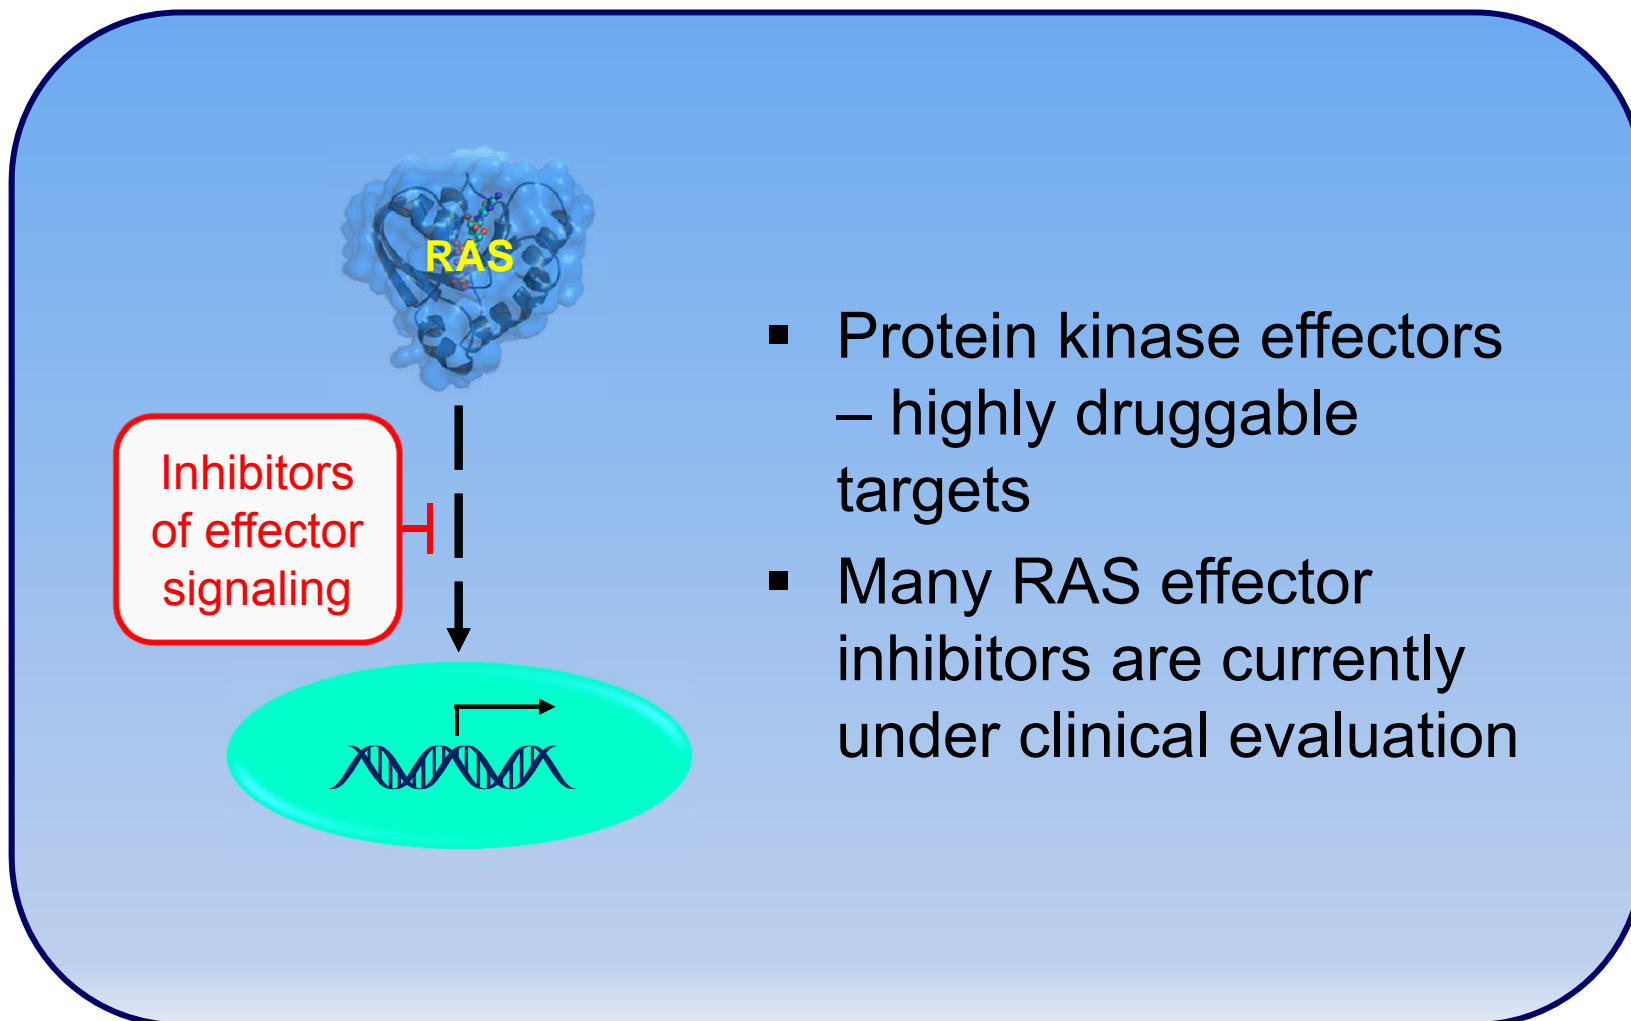 RAS
Inhibitors
of effector
signaling
▪ Protein kinase effectors
– highly druggable
targets
▪ Many RAS effector
inhibitors are currently
under clinical evaluation